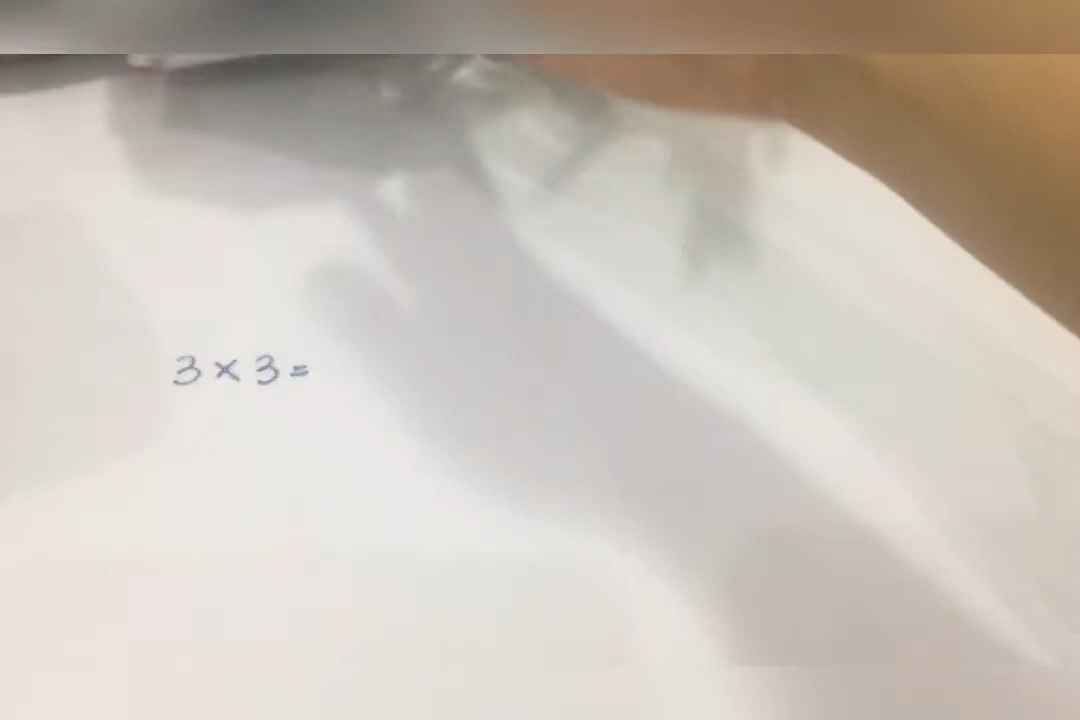 3 × 3 =